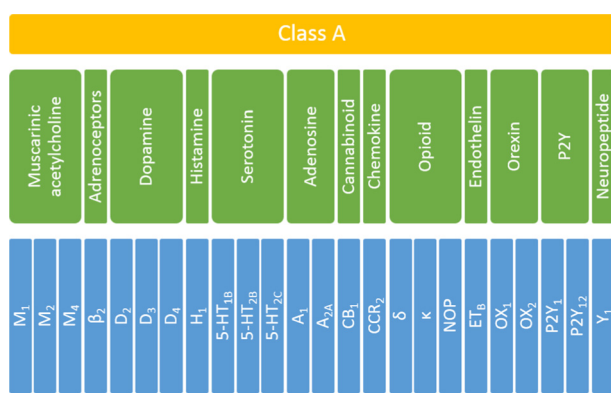 Class A
Muscarinic
acetylcholine
Adrenoceptors
Dopamine
Histamine
Serotonin
Adenosine
Cannabinoid
Chemokine
Opioid
Endothelin
Orexin
P2Y
Neuropeptide
M₁
M₂
M₄
β₂
D₂
D₃
D₄
H₁
5-HT₁B
5-HT₂B
5-HT₂C
A₁
A₂A
CB₁
CCR₂
δ
κ
NOP
ET_B
OX₁
OX₂
P2Y₁
P2Y₁₂
Y₁